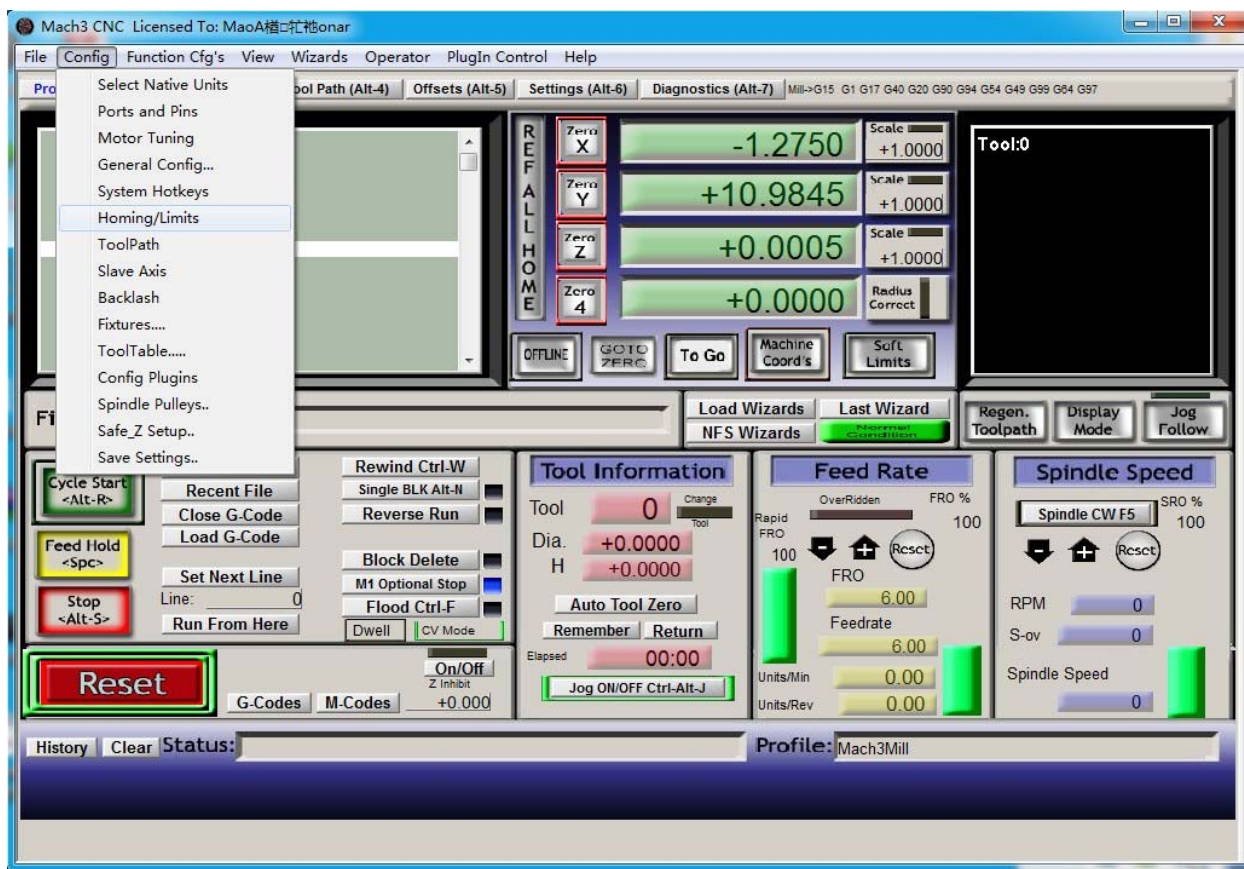 Mach3 CNC Licensed To: MaoA楿□牤祂onar
File Config Function Cfg's View Wizards Operator PlugIn Control Help
Select Native Units
Ports and Pins
Motor Tuning
General Config...
System Hotkeys
Homing/Limits
ToolPath
Slave Axis
Backlash
Fixtures....
ToolTable.....
Config Plugins
Spindle Pulleys..
Safe_Z Setup..
Save Settings..
(Alt-4) Offsets (Alt-5) Settings (Alt-6) Diagnostics (Alt-7) Mill->G15 G1 G17 G40 G20 G90 G94 G54 G49 G99 G64 G97
REF ALL HOME
Zero X -1.2750 Scale +1.0000
Zero Y +10.9845 Scale +1.0000
Zero Z +0.0005 Scale +1.0000
Zero 4 +0.0000 Radius Correct
OFFLINE GOTO ZERO To Go Machine Coord's Soft Limits
Tool:0
Load Wizards Last Wizard
NFS Wizards Normal Condition
Regen. Toolpath Display Mode Jog Follow
Cycle Start
<Alt-R>
Feed Hold
<Spc>
Stop
<Alt-S>
Recent File
Close G-Code
Load G-Code
Set Next Line
Line: 0
Run From Here
Rewind Ctrl-W
Single BLK Alt-N
Reverse Run
Block Delete
M1 Optional Stop
Flood Ctrl-F
Dwell CV Mode
Reset
G-Codes M-Codes
On/Off
Z Inhibit
+0.000
Tool Information
Tool 0 Change Tool
Dia. +0.0000
H +0.0000
Auto Tool Zero
Remember Return
Elapsed 00:00
Jog ON/OFF Ctrl-Alt-J
Feed Rate
OverRidden FRO %
100
Rapid FRO
100
Reset
FRO
6.00
Feedrate
6.00
Units/Min 0.00
Units/Rev 0.00
Spindle Speed
Spindle CW F5 SRO %
100
Reset
RPM 0
S-ov 0
Spindle Speed
0
History Clear Status: Profile: Mach3Mill